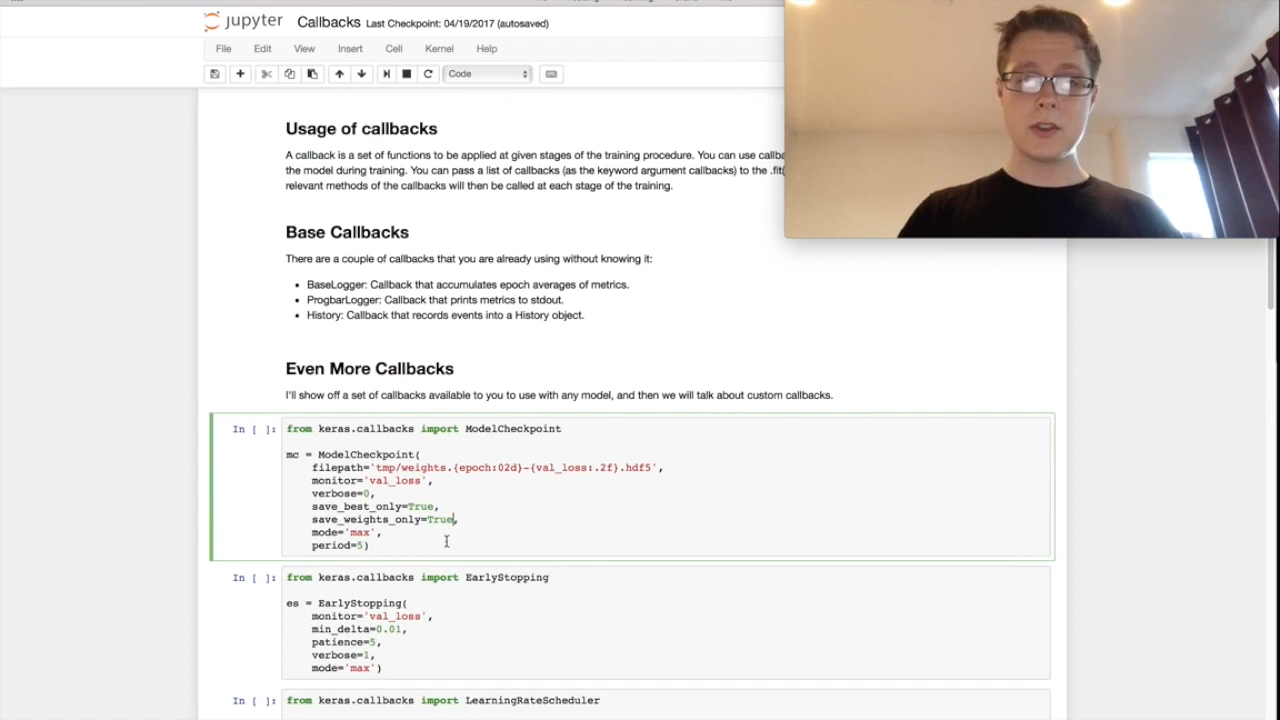 jupyter Callbacks Last Checkpoint: 04/19/2017 (autosaved)
File Edit View Insert Cell Kernel Help
Code
Usage of callbacks
A callback is a set of functions to be applied at given stages of the training procedure. You can use
the model during training. You can pass a list of callbacks (as the keyword argument callbacks) to the
relevant methods of the callbacks will then be called at each stage of the training.
Base Callbacks
There are a couple of callbacks that you are already using without knowing it:
• BaseLogger: Callback that accumulates epoch averages of metrics.
• ProgbarLogger: Callback that prints metrics to stdout.
• History: Callback that records events into a History object.
Even More Callbacks
I'll show off a set of callbacks available to you to use with any model, and then we will talk about custom callbacks.
In [ ]: from keras.callbacks import ModelCheckpoint
mc = ModelCheckpoint(
filepath='tmp/weights.{epoch:02d}-{val_loss:.2f}.hdf5',
monitor='val_loss',
verbose=0,
save_best_only=True,
save_weights_only=True,
mode='max',
period=5)
In [ ]: from keras.callbacks import EarlyStopping
es = EarlyStopping(
monitor='val_loss',
min_delta=0.01,
patience=5,
verbose=1,
mode='max')
In [ ]: from keras.callbacks import LearningRateScheduler